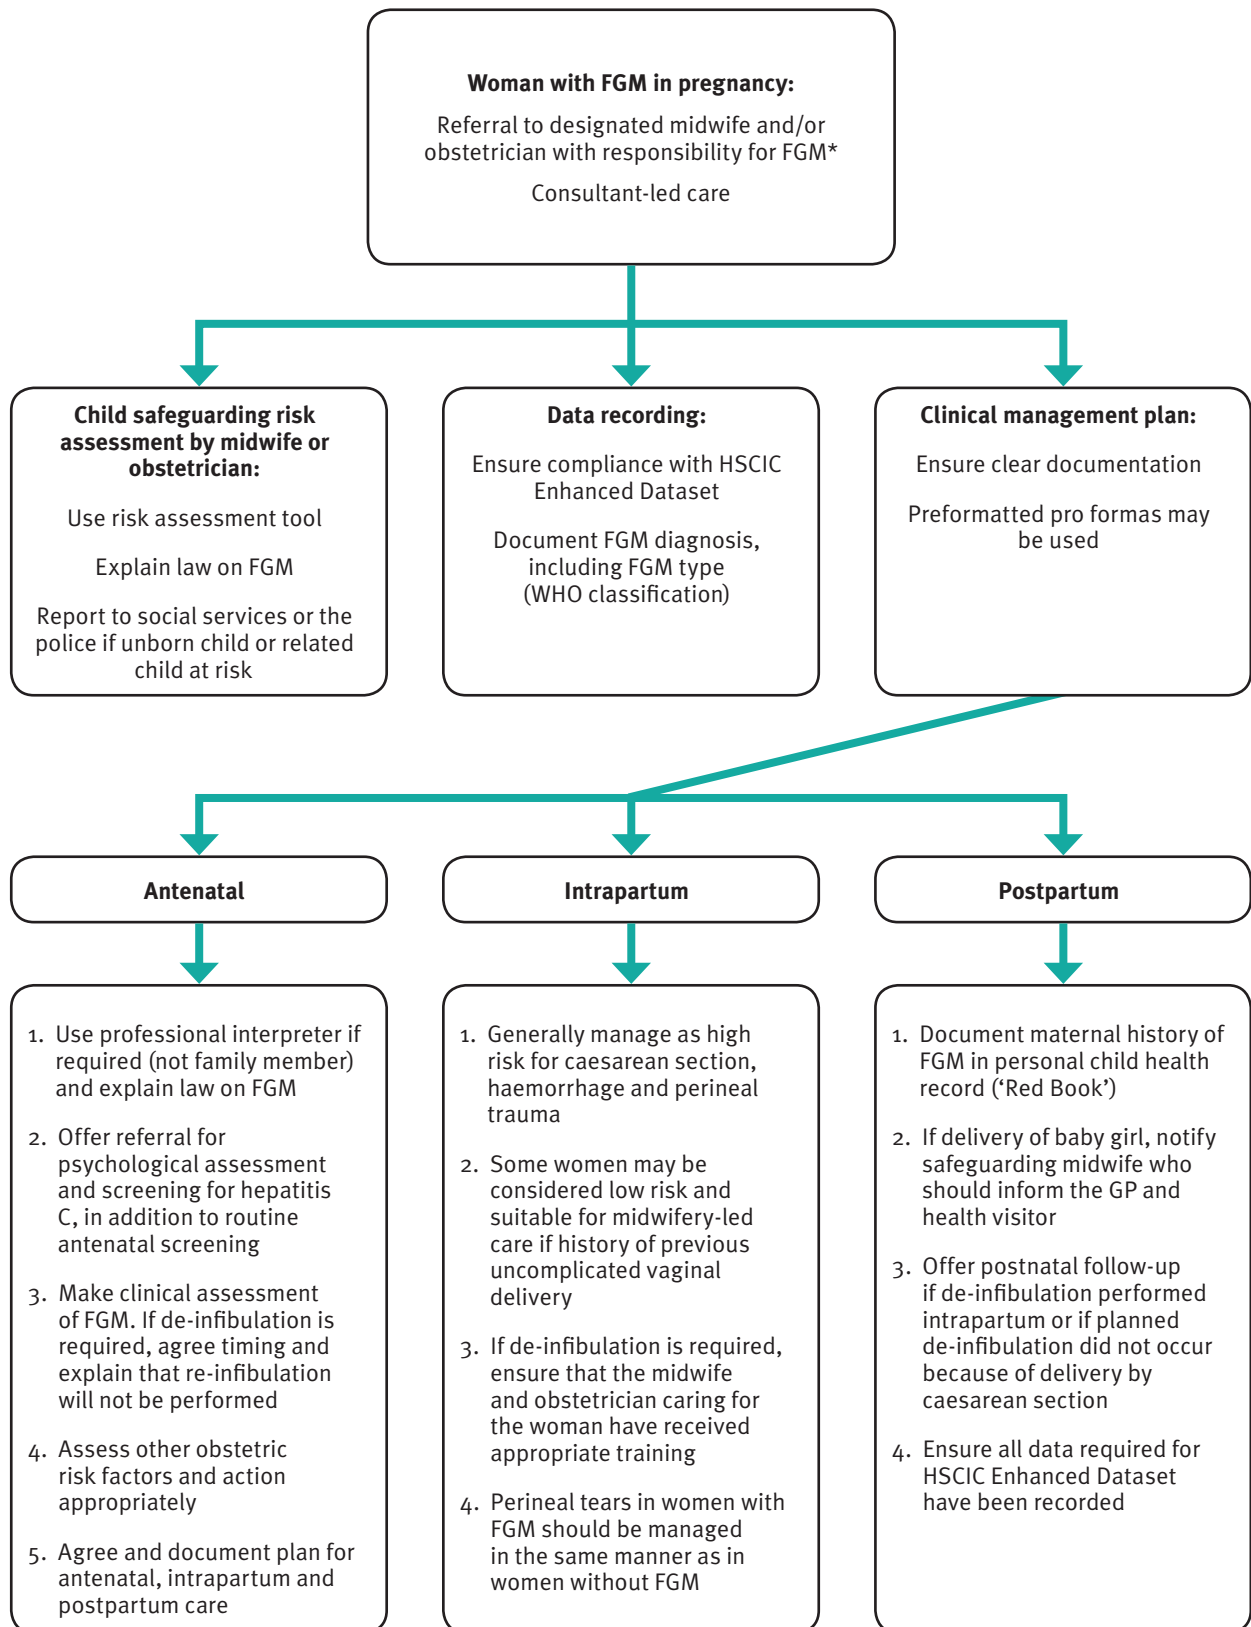 Woman with FGM in pregnancy:
Referral to designated midwife and/or
obstetrician with responsibility for FGM*
Consultant-led care
Child safeguarding risk
assessment by midwife or
obstetrician:
Use risk assessment tool
Explain law on FGM
Report to social services or the
police if unborn child or related
child at risk
Data recording:
Ensure compliance with HSCIC
Enhanced Dataset
Document FGM diagnosis,
including FGM type
(WHO classification)
Clinical management plan:
Ensure clear documentation
Preformatted pro formas may
be used
Antenatal
Intrapartum
Postpartum
1. Use professional interpreter if
required (not family member)
and explain law on FGM
2. Offer referral for
psychological assessment
and screening for hepatitis
C, in addition to routine
antenatal screening
3. Make clinical assessment
of FGM. If de-infibulation is
required, agree timing and
explain that re-infibulation
will not be performed
4. Assess other obstetric
risk factors and action
appropriately
5. Agree and document plan for
antenatal, intrapartum and
postpartum care
1. Generally manage as high
risk for caesarean section,
haemorrhage and perineal
trauma
2. Some women may be
considered low risk and
suitable for midwifery-led
care if history of previous
uncomplicated vaginal
delivery
3. If de-infibulation is required,
ensure that the midwife
and obstetrician caring for
the woman have received
appropriate training
4. Perineal tears in women with
FGM should be managed
in the same manner as in
women without FGM
1. Document maternal history of
FGM in personal child health
record (‘Red Book’)
2. If delivery of baby girl, notify
safeguarding midwife who
should inform the GP and
health visitor
3. Offer postnatal follow-up
if de-infibulation performed
intrapartum or if planned
de-infibulation did not occur
because of delivery by
caesarean section
4. Ensure all data required for
HSCIC Enhanced Dataset
have been recorded